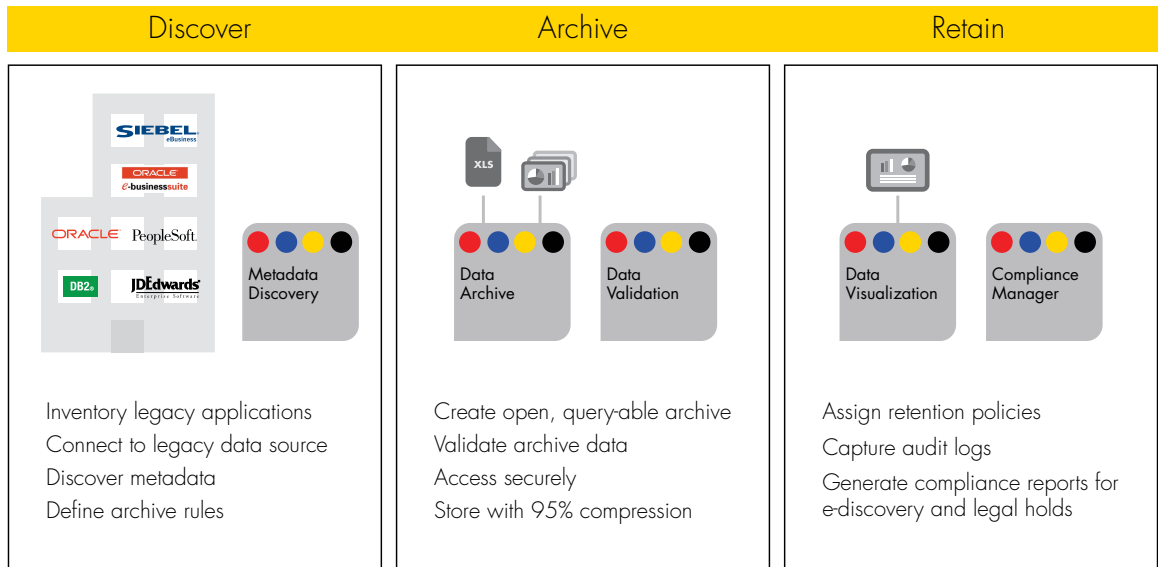 Discover
Archive
Retain
SIEBEL.
eBusiness
ORACLE
e-businesssuite
ORACLE
PeopleSoft.
DB2®
JDEdwards
Enterprise Software
Metadata
Discovery
Inventory legacy applications
Connect to legacy data source
Discover metadata
Define archive rules
XLS
Data
Archive
Data
Validation
Create open, query-able archive
Validate archive data
Access securely
Store with 95% compression
Data
Visualization
Compliance
Manager
Assign retention policies
Capture audit logs
Generate compliance reports for
e-discovery and legal holds